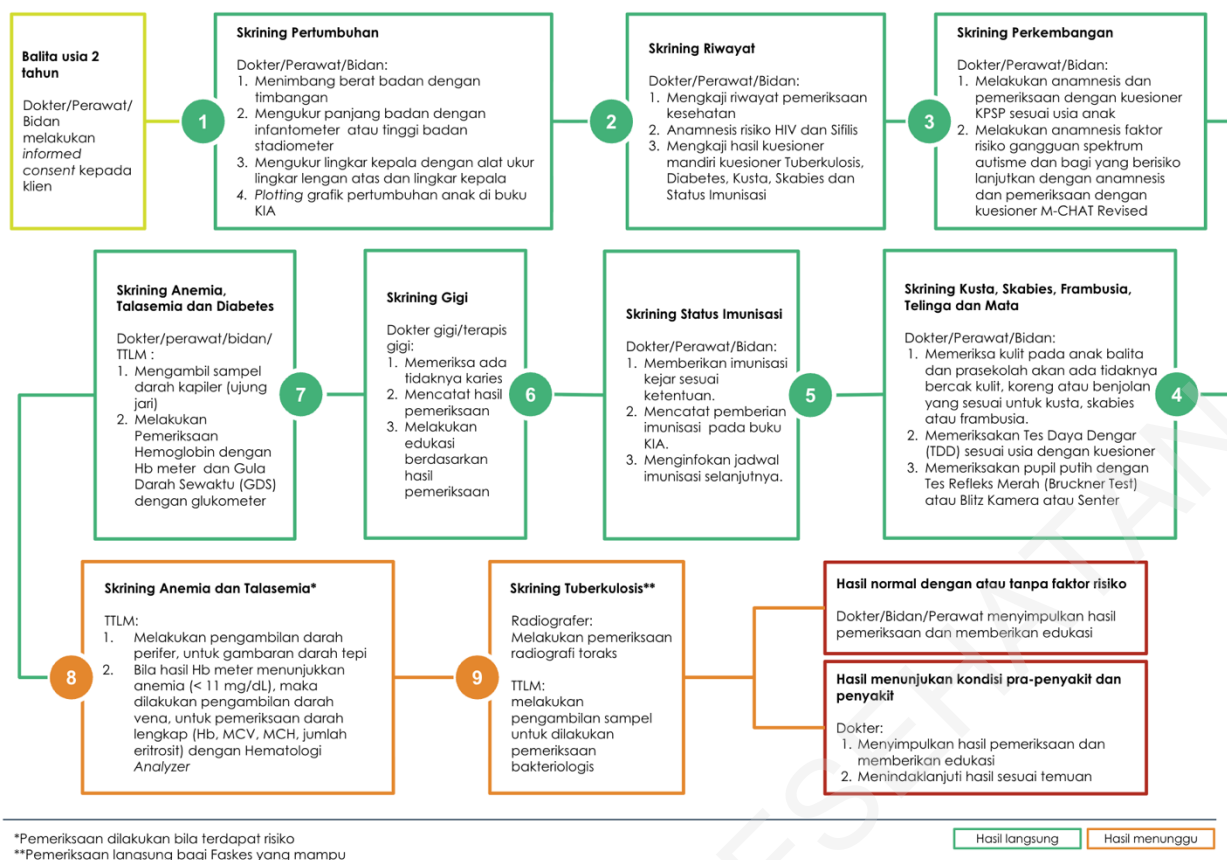 Balita usia 2
tahun
Dokter/Perawat/
Bidan
melakukan
informed
consent kepada
klien
1
Skrining Pertumbuhan
Dokter/Perawat/Bidan:
1. Menimbang berat badan dengan
timbangan
2. Mengukur panjang badan dengan
infantometer atau tinggi badan
stadiometer
3. Mengukur lingkar kepala dengan alat ukur
lingkar lengan atas dan lingkar kepala
4. Plotting grafik pertumbuhan anak di buku
KIA
2
Skrining Riwayat
Dokter/Perawat/Bidan:
1. Mengkaji riwayat pemeriksaan
kesehatan
2. Anamnesis risiko HIV dan Sifilis
3. Mengkaji hasil kuesioner
mandiri kuesioner Tuberkulosis,
Diabetes, Kusta, Skabies dan
Status Imunisasi
3
Skrining Perkembangan
Dokter/Perawat/Bidan:
1. Melakukan anamnesis dan
pemeriksaan dengan kuesioner
KPSP sesuai usia anak
2. Melakukan anamnesis faktor
risiko gangguan spektrum
autisme dan bagi yang berisiko
lanjutkan dengan anamnesis
dan pemeriksaan dengan
kuesioner M-CHAT Revised
4
Skrining Kusta, Skabies, Frambusia,
Telinga dan Mata
Dokter/Perawat/Bidan:
1. Memeriksa kulit pada anak balita
dan prasekolah akan ada tidaknya
bercak kulit, koreng atau benjolan
yang sesuai untuk kusta, skabies
atau frambusia.
2. Memeriksakan Tes Daya Dengar
(TDD) sesuai usia dengan kuesioner
3. Memeriksakan pupil putih dengan
Tes Refleks Merah (Bruckner Test)
atau Blitz Kamera atau Senter
5
Skrining Status Imunisasi
Dokter/Perawat/Bidan:
1. Memberikan imunisasi
kejar sesuai
ketentuan.
2. Mencatat pemberian
imunisasi pada buku
KIA.
3. Menginfokan jadwal
imunisasi selanjutnya.
6
Skrining Gigi
Dokter gigi/terapis
gigi:
1. Memeriksa ada
tidaknya karies
2. Mencatat hasil
pemeriksaan
3. Melakukan
edukasi
berdasarkan
hasil
pemeriksaan
7
Skrining Anemia,
Talasemia dan Diabetes
Dokter/perawat/bidan/
TTLM :
1. Mengambil sampel
darah kapiler (ujung
jari)
2. Melakukan
Pemeriksaan
Hemoglobin dengan
Hb meter dan Gula
Darah Sewaktu (GDS)
dengan glukometer
8
Skrining Anemia dan Talasemia*
TTLM:
1. Melakukan pengambilan darah
perifer, untuk gambaran darah tepi
2. Bila hasil Hb meter menunjukkan
anemia (< 11 mg/dL), maka
dilakukan pengambilan darah
vena, untuk pemeriksaan darah
lengkap (Hb, MCV, MCH, jumlah
eritrosit) dengan Hematologi
Analyzer
9
Skrining Tuberkulosis**
Radiografer:
Melakukan pemeriksaan
radiografi toraks
TTLM:
melakukan
pengambilan sampel
untuk dilakukan
pemeriksaan
bakteriologis
Hasil normal dengan atau tanpa faktor risiko
Dokter/Bidan/Perawat menyimpulkan hasil
pemeriksaan dan memberikan edukasi
Hasil menunjukan kondisi pra-penyakit dan
penyakit
Dokter:
1. Menyimpulkan hasil pemeriksaan dan
memberikan edukasi
2. Menindaklanjuti hasil sesuai temuan
*Pemeriksaan dilakukan bila terdapat risiko
**Pemeriksaan langsung bagi Faskes yang mampu
Hasil langsung
Hasil menunggu
ESEHATAN